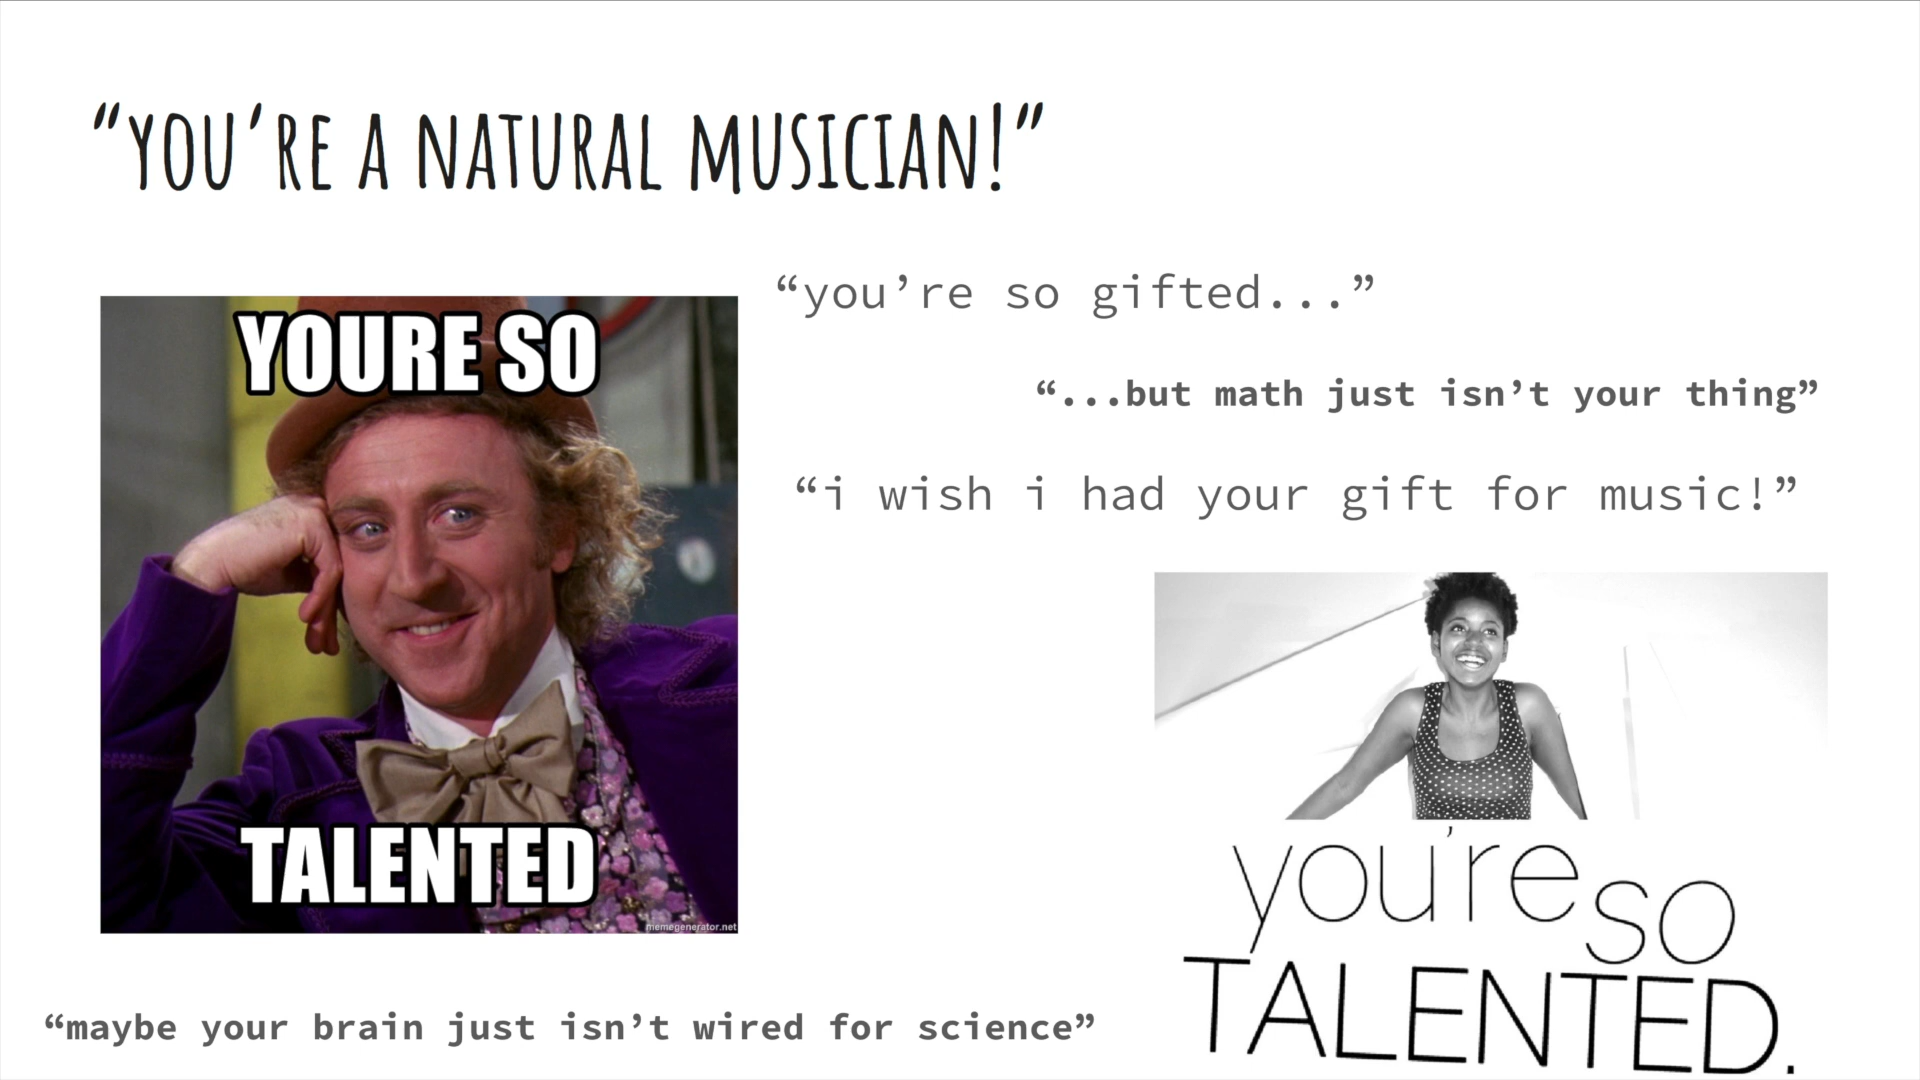 “YOU’RE A NATURAL MUSICIAN!”
“you’re so gifted...”
“...but math just isn’t your thing”
“i wish i had your gift for music!”
YOURE SO
TALENTED
memegenerator.net
you're so
TALENTED.
“maybe your brain just isn’t wired for science”